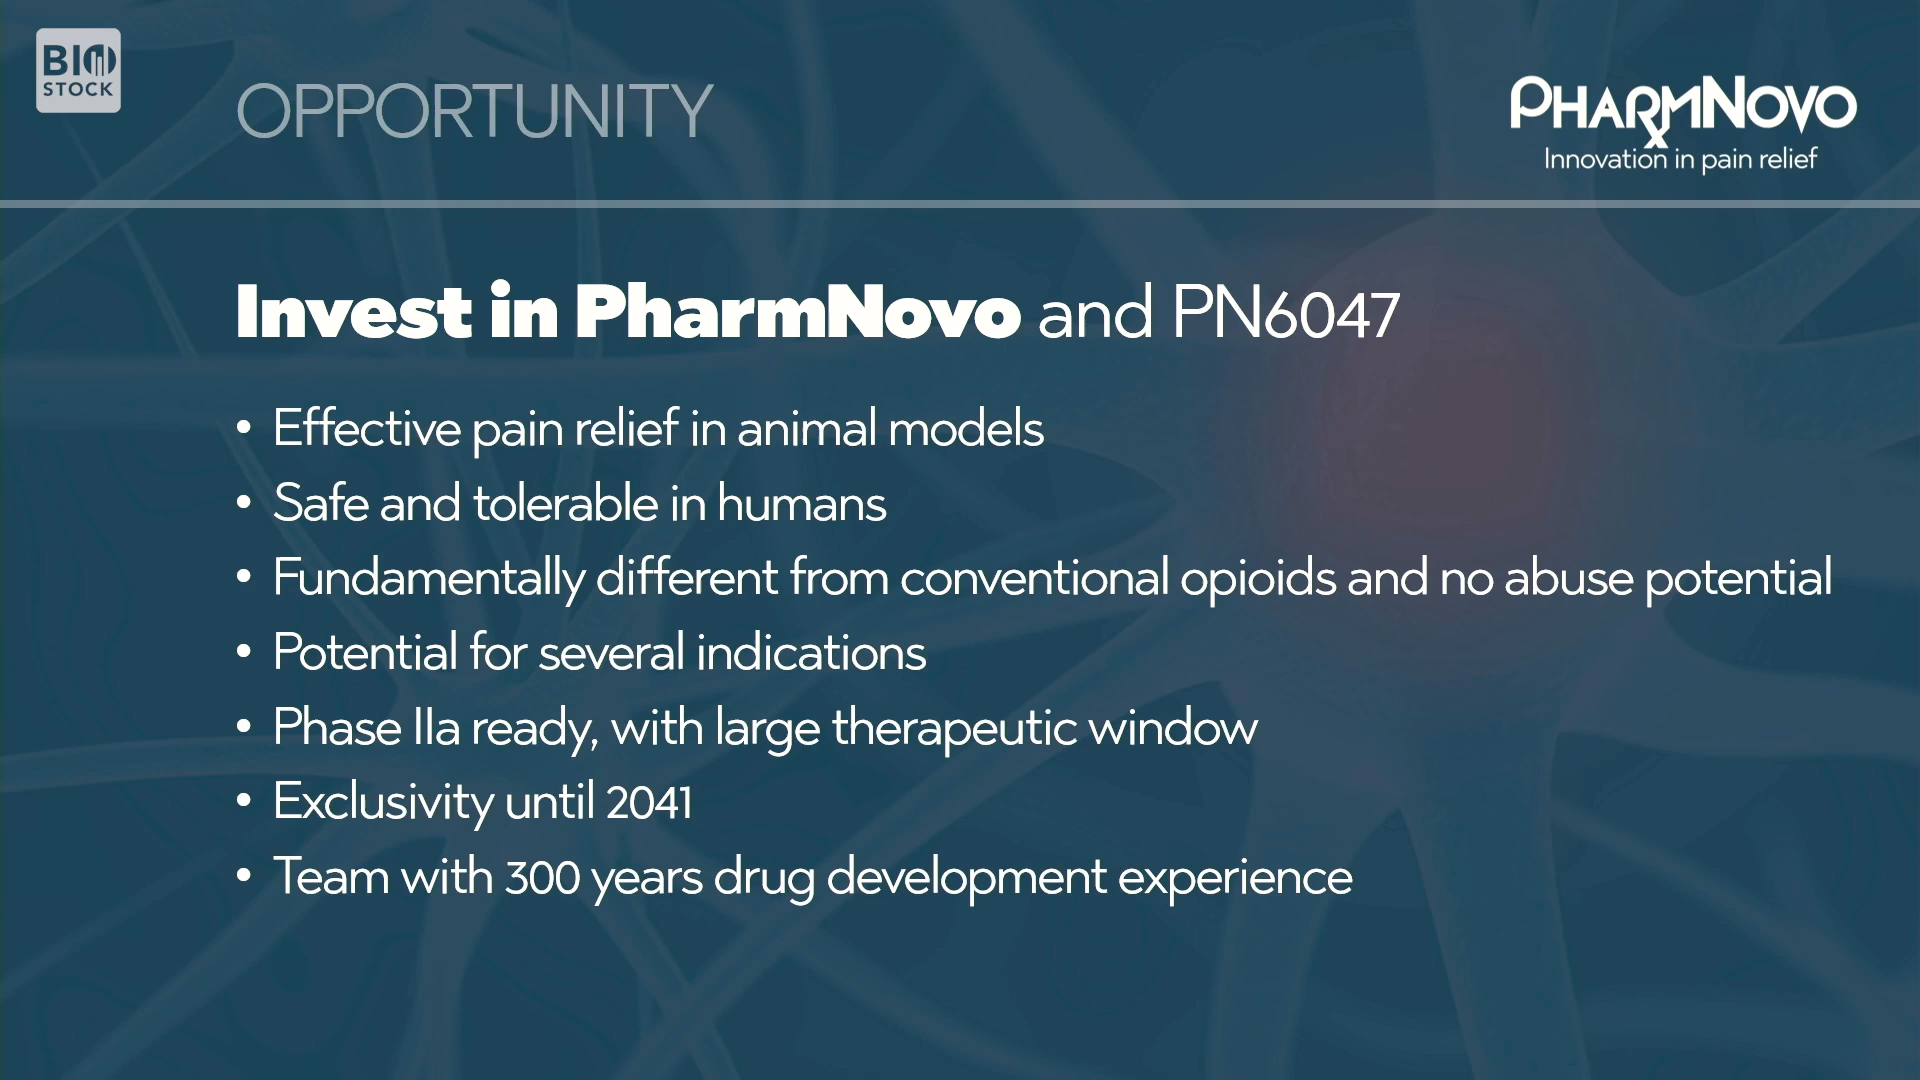 BIO STOCK
OPPORTUNITY
PHARMNOVO
Innovation in pain relief
Invest in PharmNovo and PN6047
• Effective pain relief in animal models
• Safe and tolerable in humans
• Fundamentally different from conventional opioids and no abuse potential
• Potential for several indications
• Phase IIa ready, with large therapeutic window
• Exclusivity until 2041
• Team with 300 years drug development experience